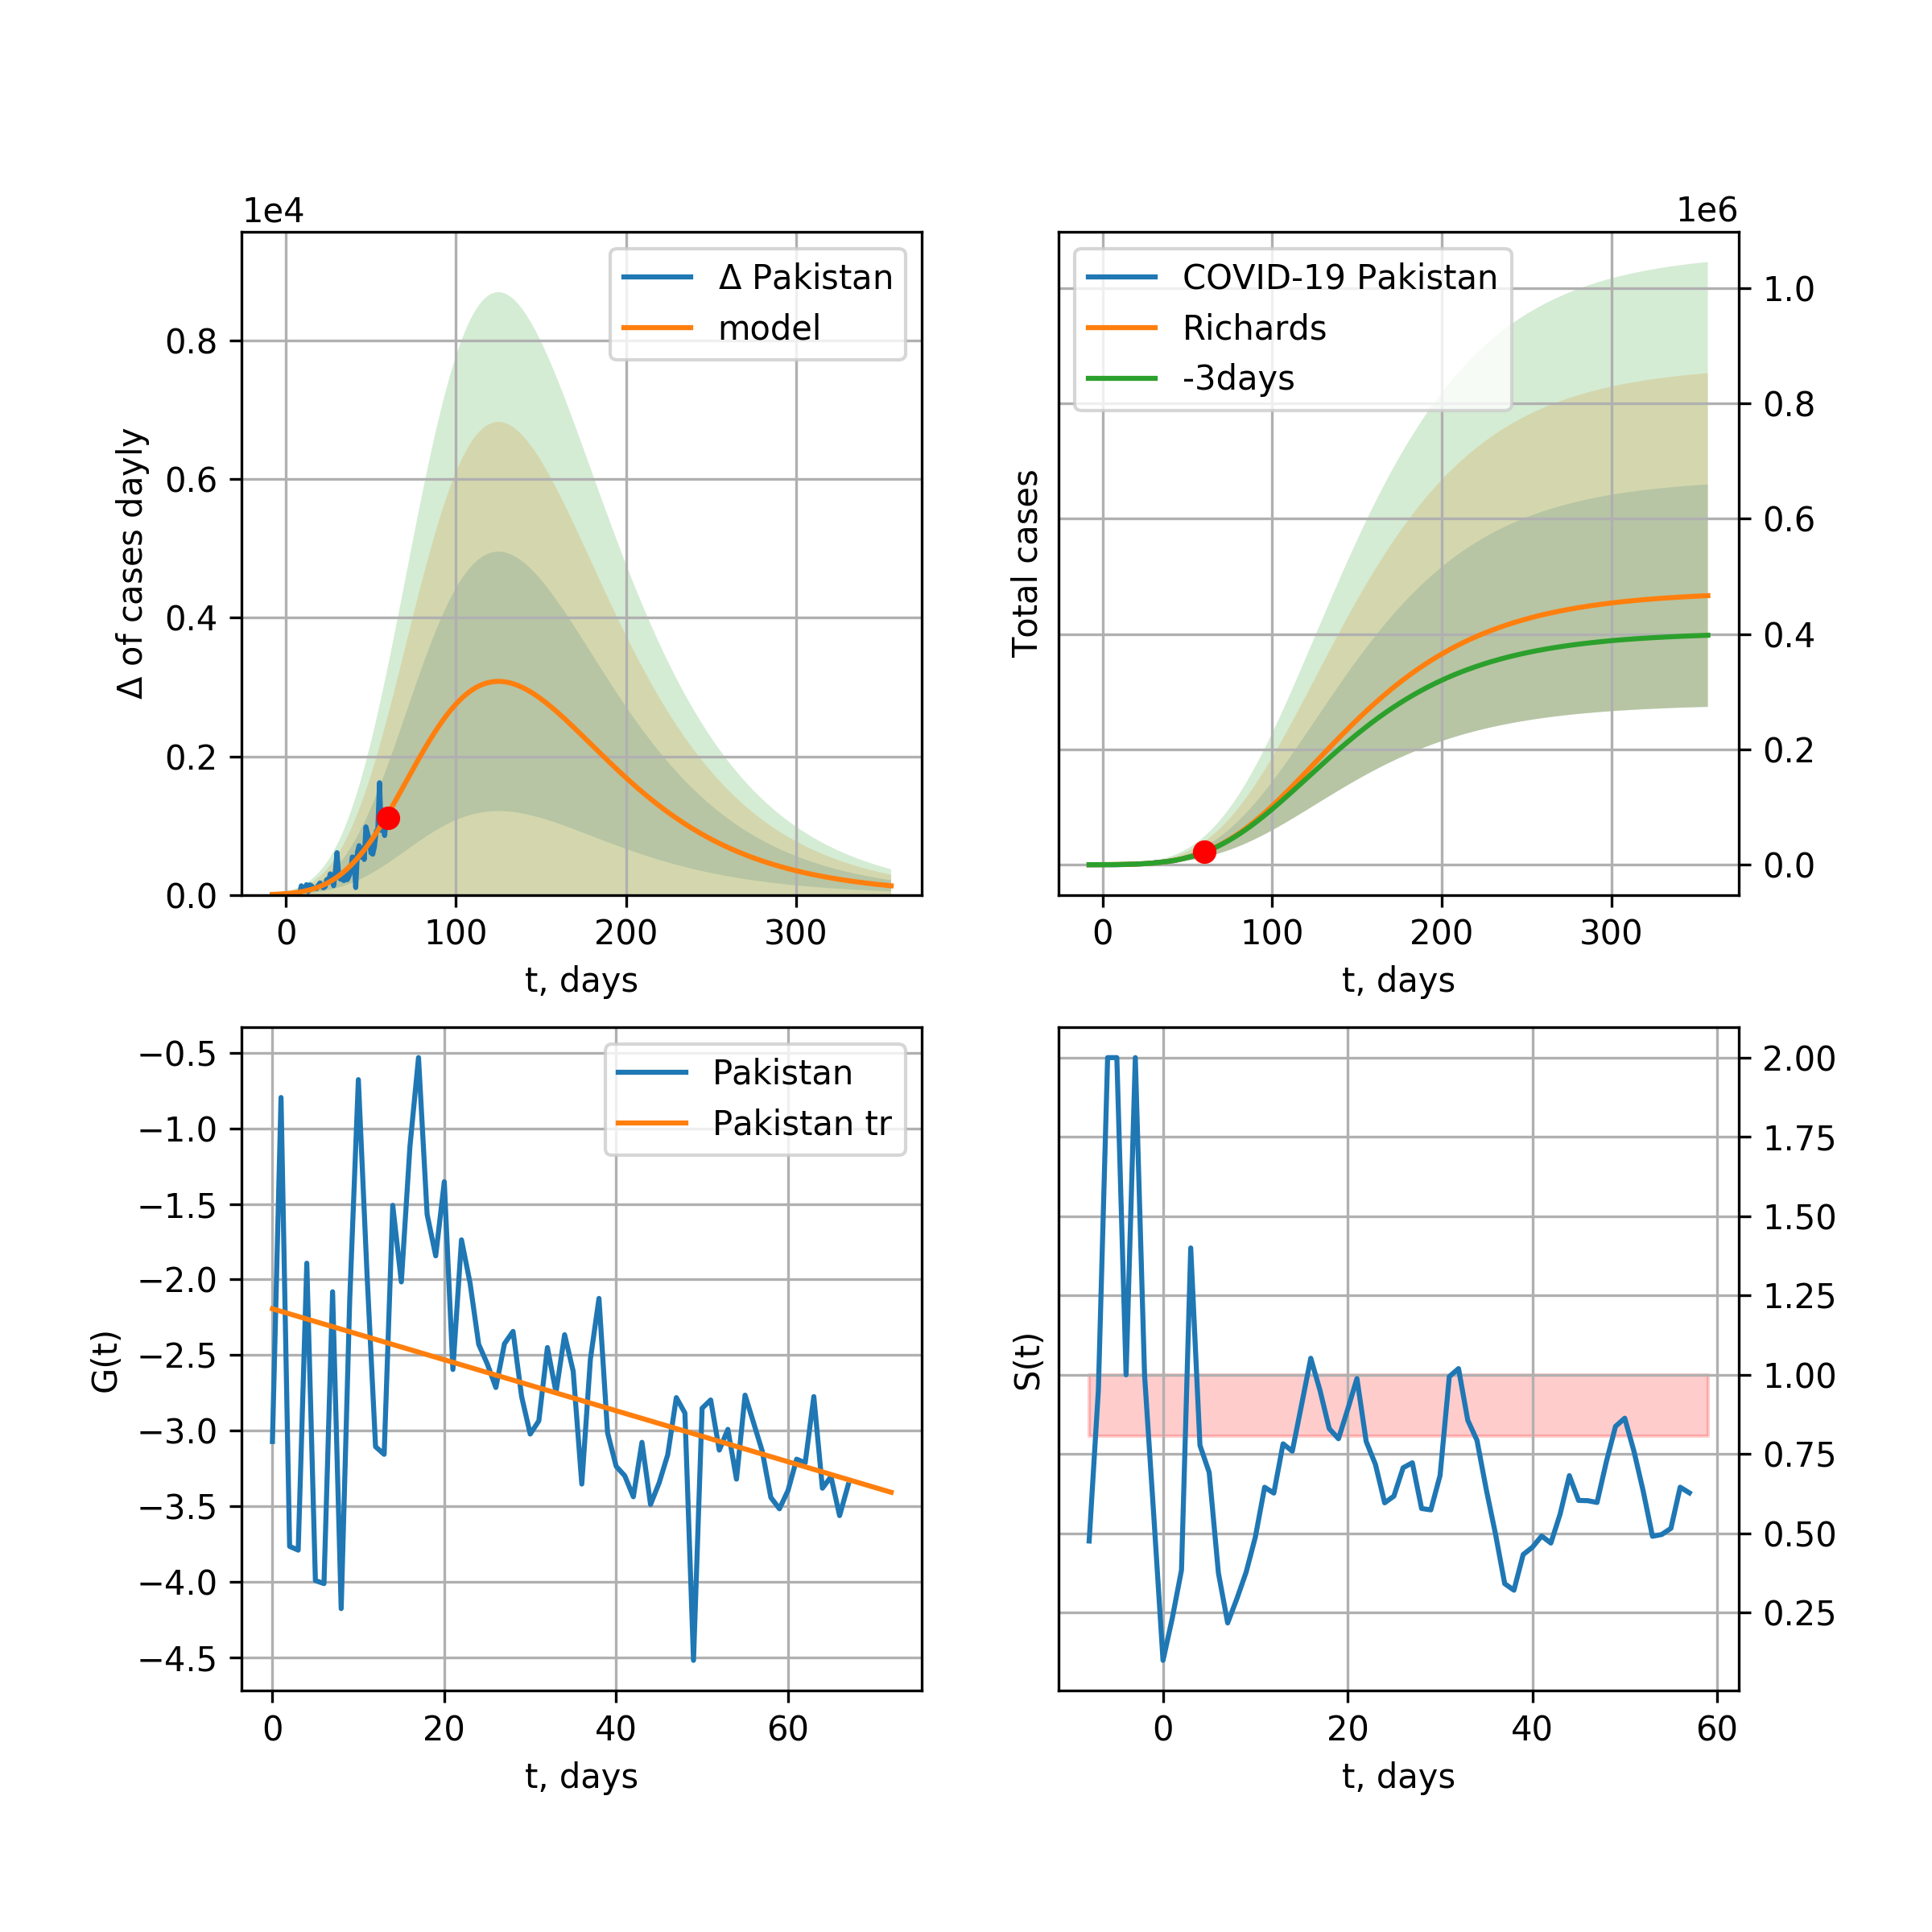 1e4
Δ Pakistan
model
0.8
0.6
0.4
0.2
0.0
Δ of cases dayly
0 100 200 300
t, days
1e6
COVID-19 Pakistan
Richards
-3days
1.0
0.8
0.6
0.4
0.2
0.0
Total cases
0 100 200 300
t, days
Pakistan
Pakistan tr
−0.5
−1.0
−1.5
−2.0
−2.5
−3.0
−3.5
−4.0
−4.5
G(t)
0 20 40 60
t, days
2.00
1.75
1.50
1.25
1.00
0.75
0.50
0.25
S(t)
0 20 40 60
t, days